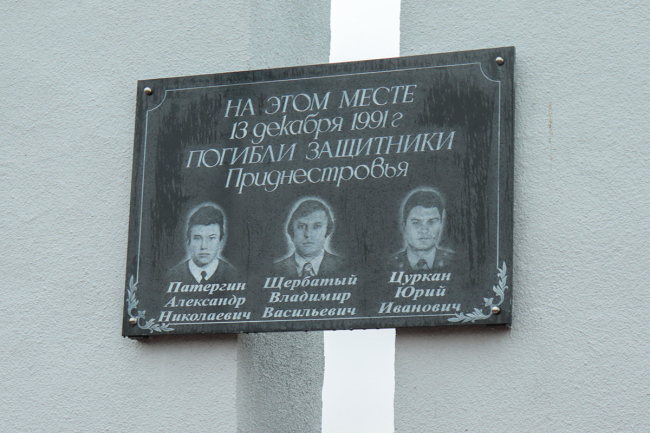 НА ЭТОМ МЕСТЕ
13 декабря 1991 г
ПОГИБЛИ ЗАЩИТНИКИ
Приднестровья
Патергин
Александр
Николаевич
Щербатый
Владимир
Васильевич
Цуркан
Юрий
Иванович